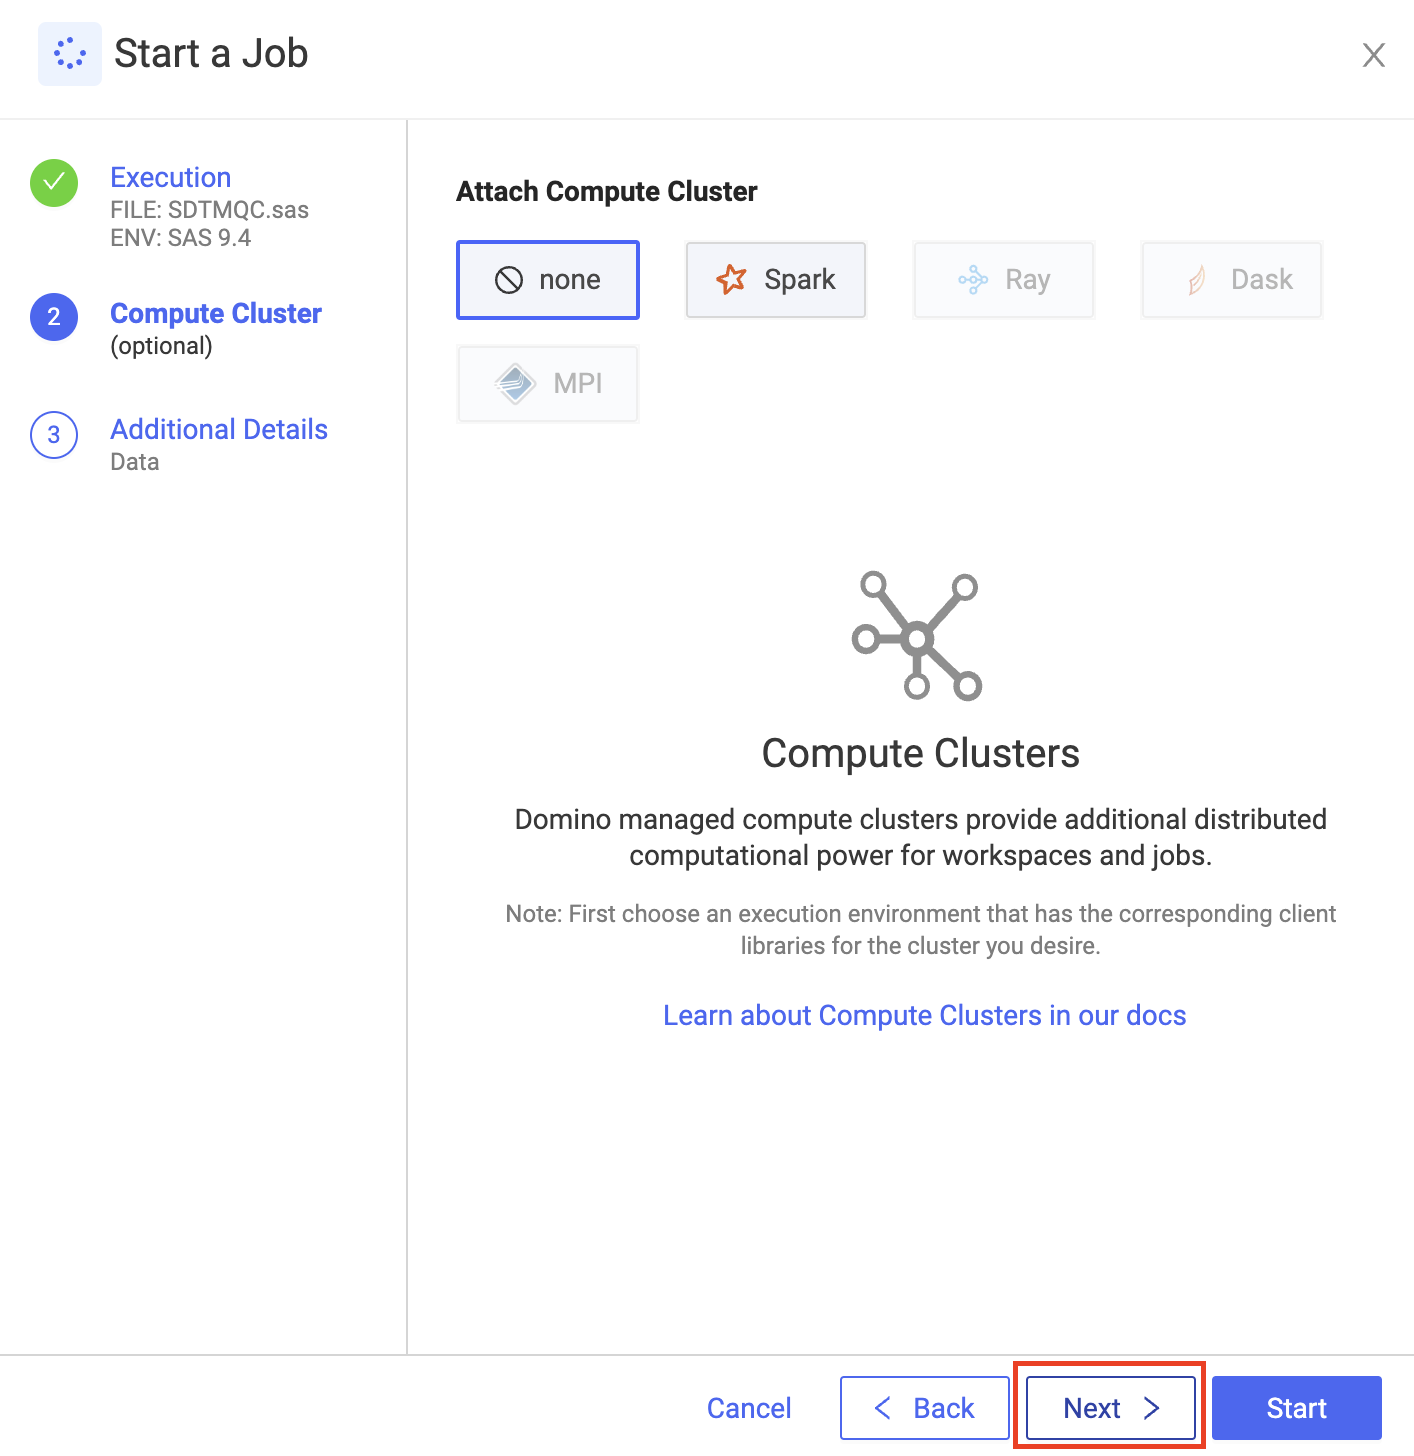 Start a Job
Execution
FILE: SDTMQC.sas
ENV: SAS 9.4
2
Compute Cluster
(optional)
3
Additional Details
Data
Attach Compute Cluster
none
Spark
Ray
Dask
MPI
Compute Clusters
Domino managed compute clusters provide additional distributed
computational power for workspaces and jobs.
Note: First choose an execution environment that has the corresponding client
libraries for the cluster you desire.
Learn about Compute Clusters in our docs
Cancel
Back
Next
Start